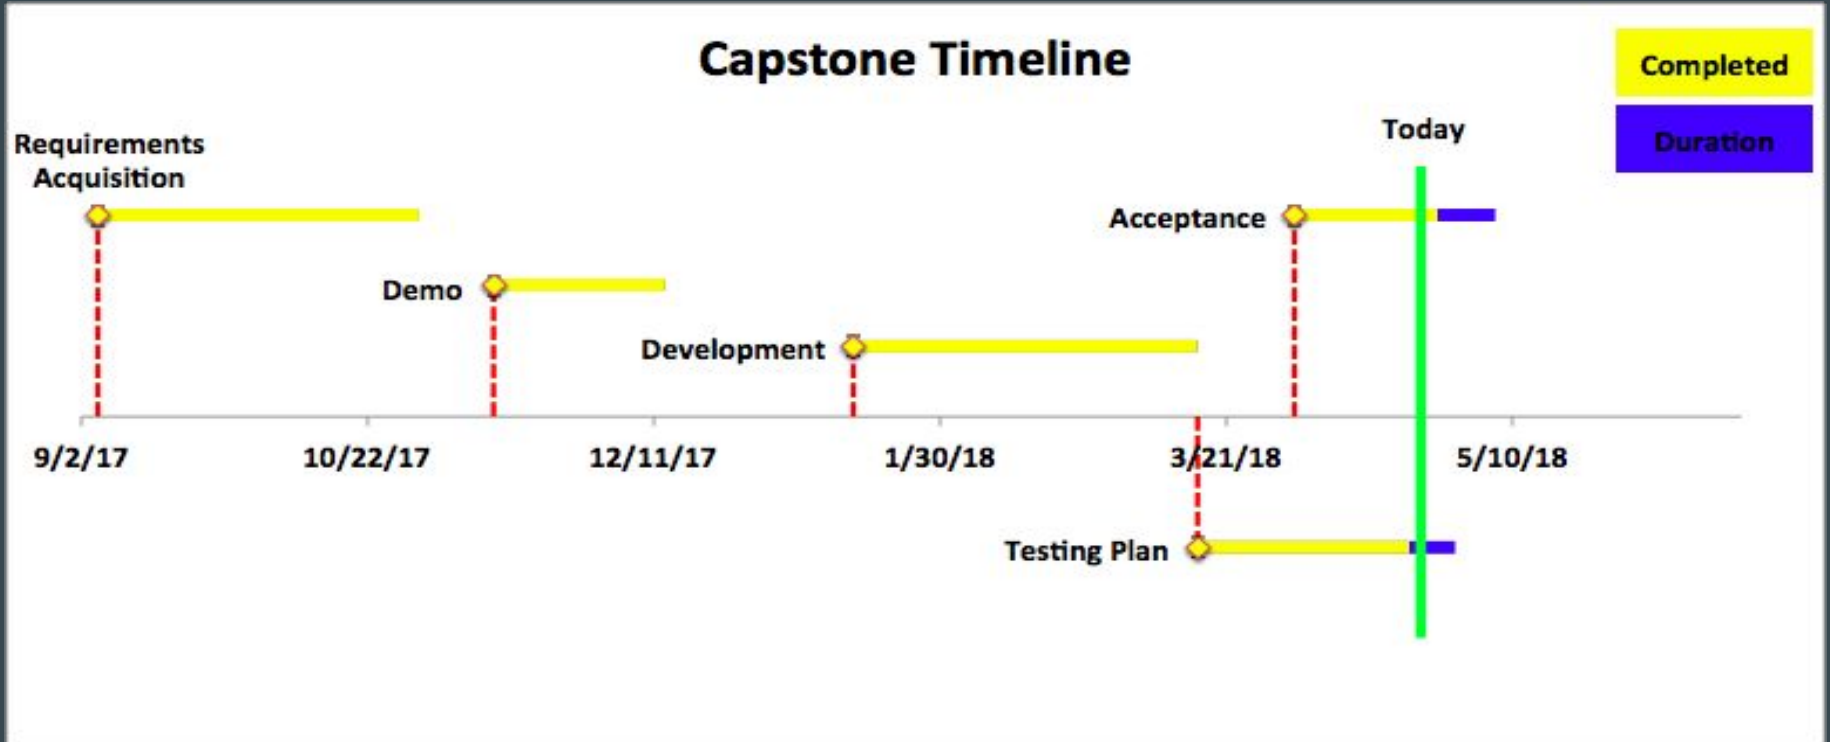 Capstone Timeline
Completed
Duration
Today
Requirements
Acquisition
Acceptance
Demo
Development
9/2/17 10/22/17 12/11/17 1/30/18 3/21/18 5/10/18
Testing Plan